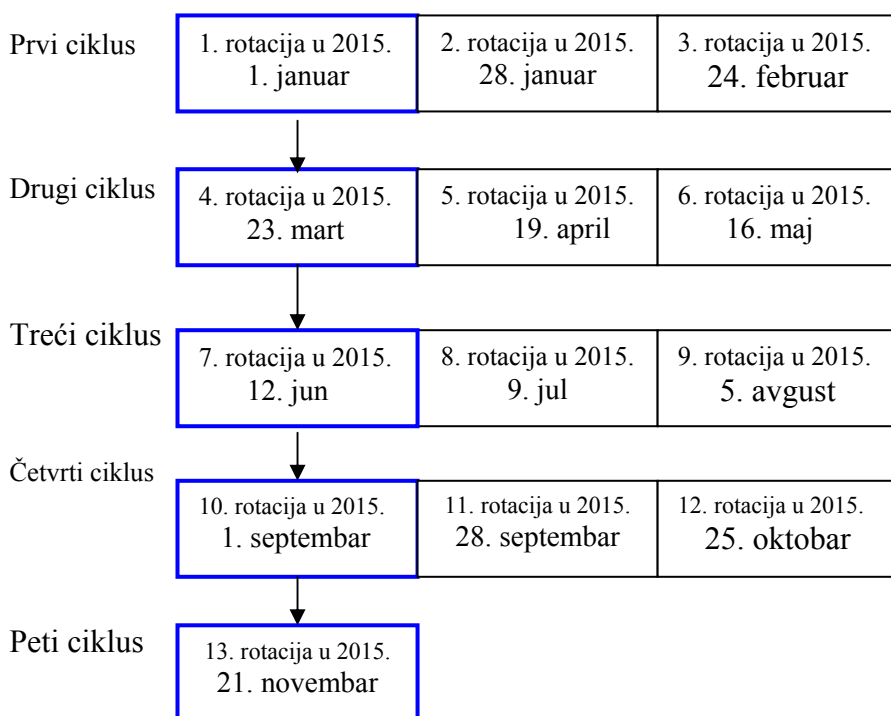 Prvi ciklus
1. rotacija u 2015.
1. januar
2. rotacija u 2015.
28. januar
3. rotacija u 2015.
24. februar
Drugi ciklus
4. rotacija u 2015.
23. mart
5. rotacija u 2015.
19. april
6. rotacija u 2015.
16. maj
Treći ciklus
7. rotacija u 2015.
12. jun
8. rotacija u 2015.
9. jul
9. rotacija u 2015.
5. avgust
Četvrti ciklus
10. rotacija u 2015.
1. septembar
11. rotacija u 2015.
28. septembar
12. rotacija u 2015.
25. oktobar
Peti ciklus
13. rotacija u 2015.
21. novembar